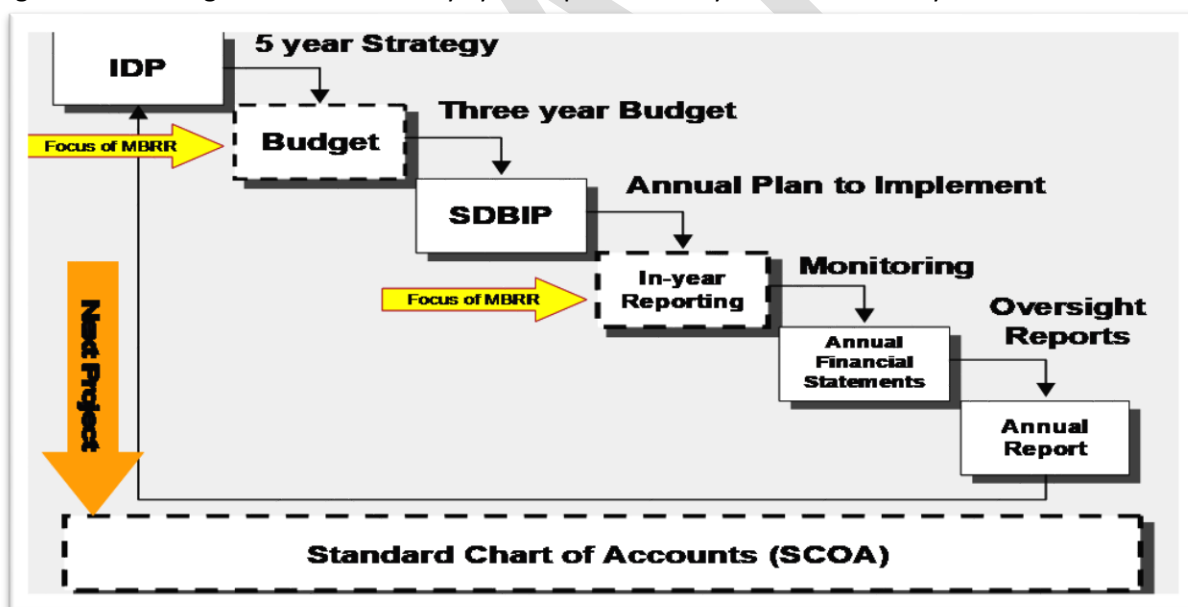 5 year Strategy
IDP
Three year Budget
Budget
Focus of MBRR
Annual Plan to Implement
SDBIP
Monitoring
In-year
Reporting
Focus of MBRR
Oversight
Reports
Annual
Financial
Statements
Annual
Report
Next Project
Standard Chart of Accounts (SCOA)